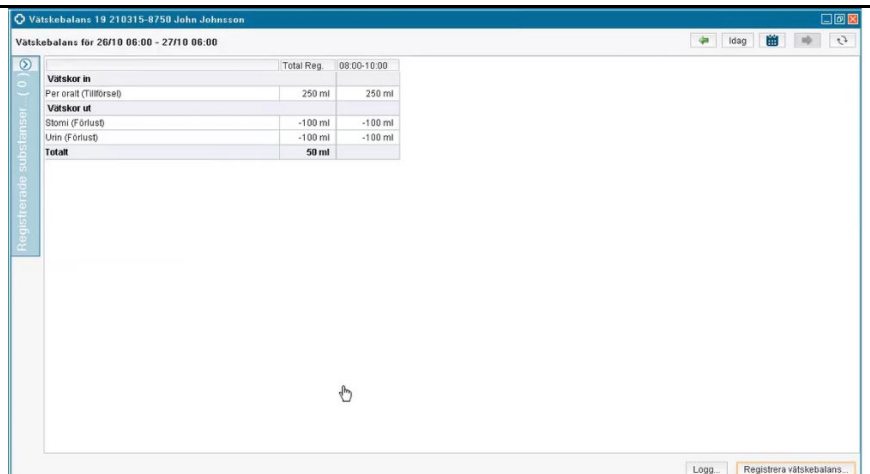 Vätskebalans 19 210315-8750 John Johnsson
Vätskebalans för 26/10 06:00 - 27/10 06:00
Idag
Registrerade substanser... ( 0 )
Total Reg. 08:00-10:00
Vätskor in
Per oralt (Tillförsel) 250 ml 250 ml
Vätskor ut
Stomi (Förlust) -100 ml -100 ml
Urin (Förlust) -100 ml -100 ml
Totalt 50 ml
Logg... Registrera vätskebalans...